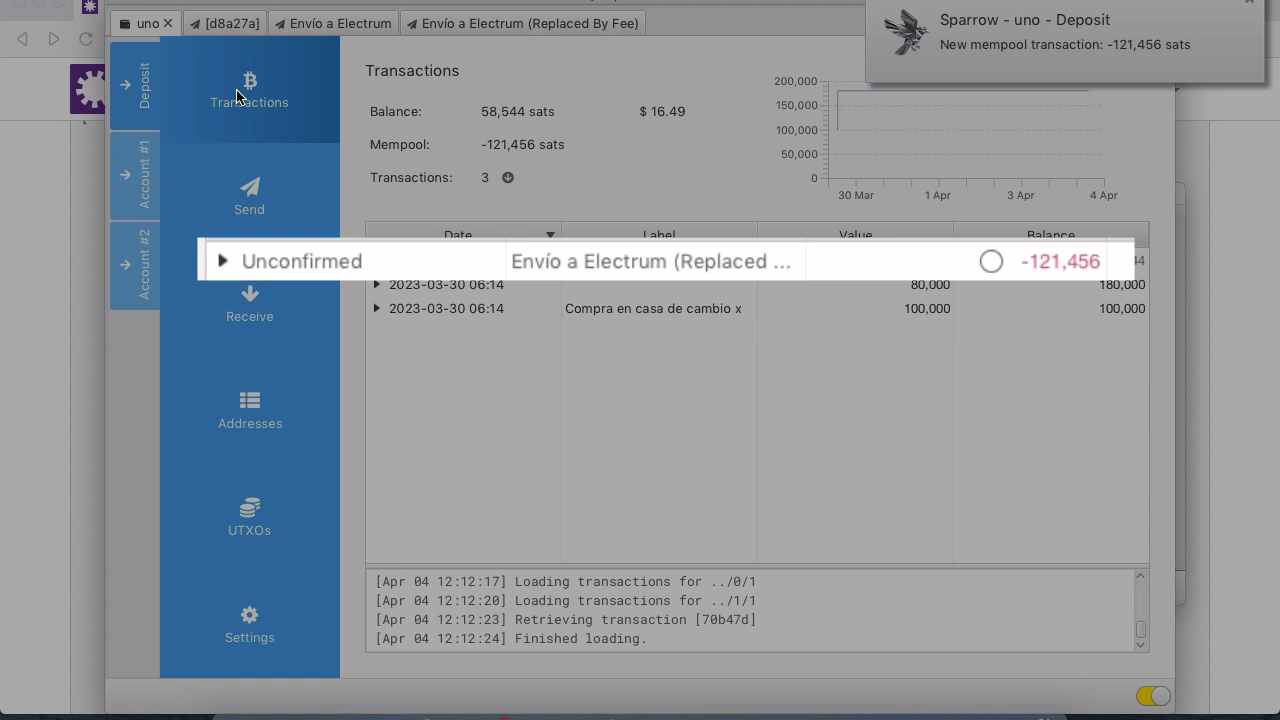 uno
[d8a27a]
Envío a Electrum
Envío a Electrum (Replaced By Fee)
Sparrow - uno - Deposit
New mempool transaction: -121,456 sats
Deposit
Account #1
Account #2
Transactions
Send
Receive
Addresses
UTXOs
Settings
Transactions
Balance: 58,544 sats $ 16.49
Mempool: -121,456 sats
Transactions: 3
200,000
150,000
100,000
50,000
0
30 Mar 1 Apr 3 Apr 4 Apr
Date Label Value Balance
Unconfirmed Envío a Electrum (Replaced ... -121,456
2023-03-30 06:14 80,000 180,000
2023-03-30 06:14 Compra en casa de cambio x 100,000 100,000
[Apr 04 12:12:17] Loading transactions for ../0/1
[Apr 04 12:12:20] Loading transactions for ../1/1
[Apr 04 12:12:23] Retrieving transaction [70b47d]
[Apr 04 12:12:24] Finished loading.